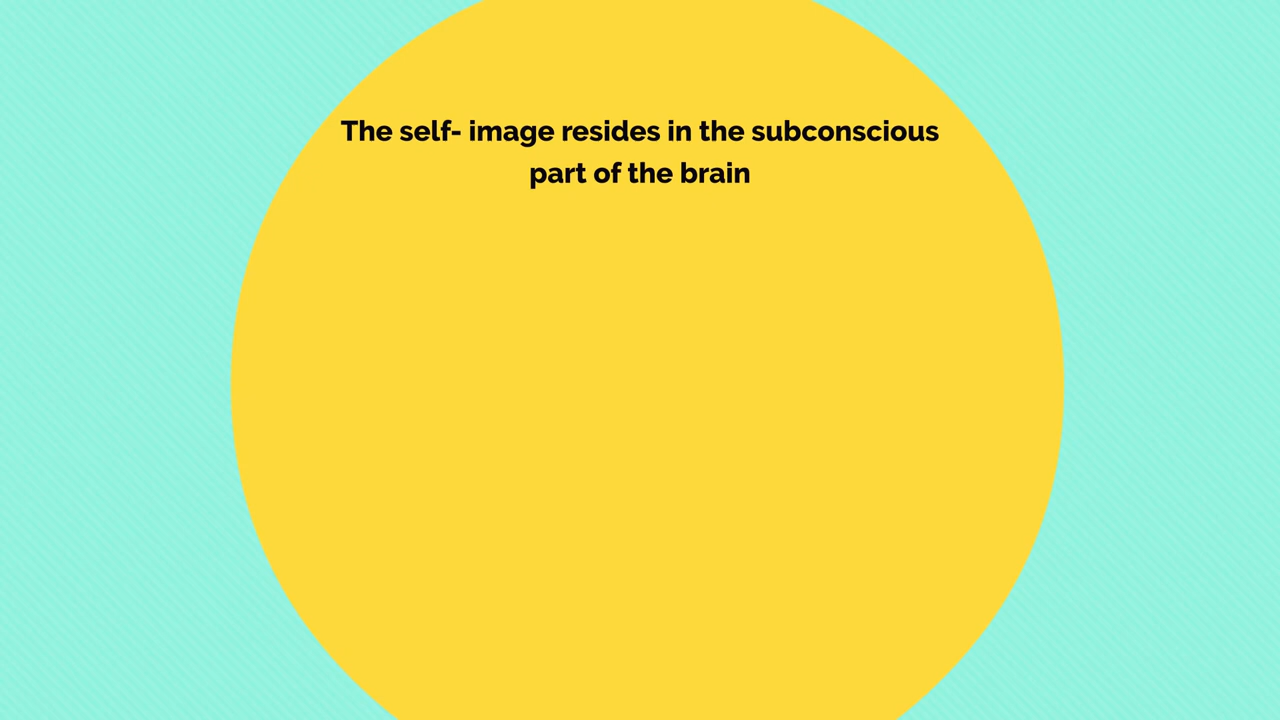 The self- image resides in the subconscious
part of the brain